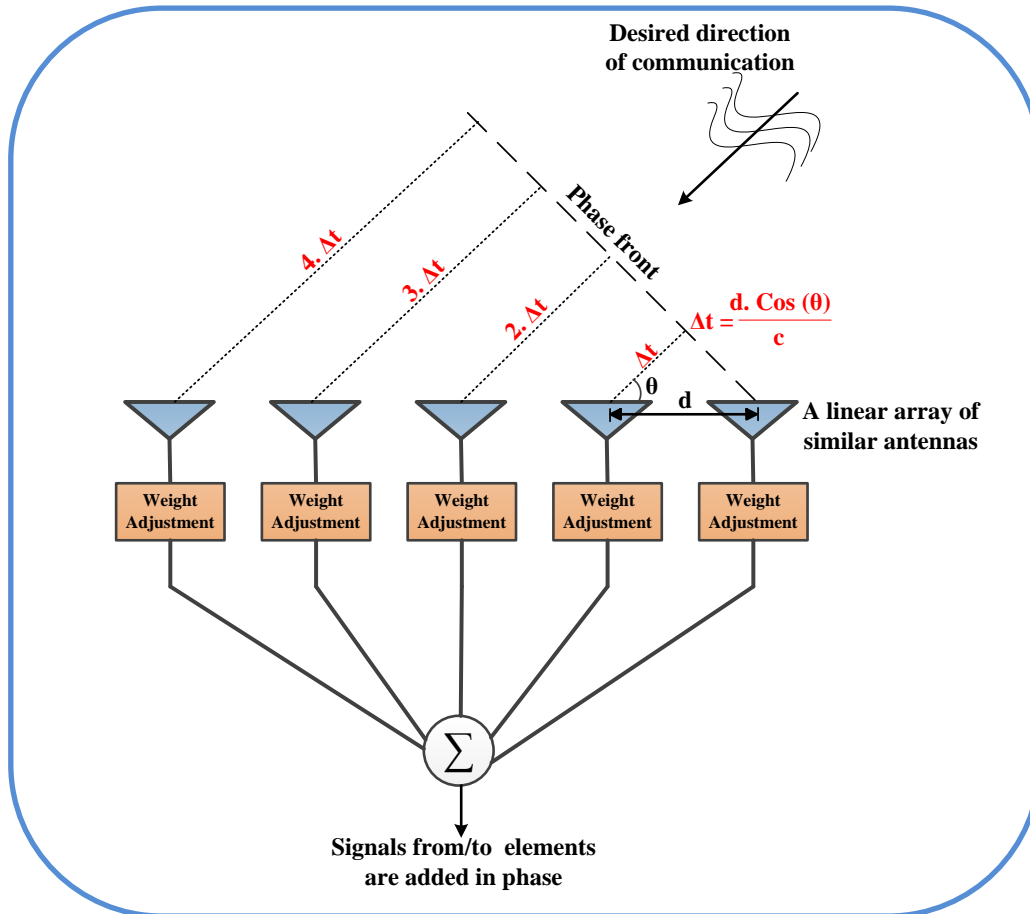 Desired direction
of communication
Phase front
4. Δt
3. Δt
2. Δt
Δt
Δt = d. Cos (θ)
c
θ
d
A linear array of
similar antennas
Weight
Adjustment
Weight
Adjustment
Weight
Adjustment
Weight
Adjustment
Weight
Adjustment
∑
Signals from/to elements
are added in phase